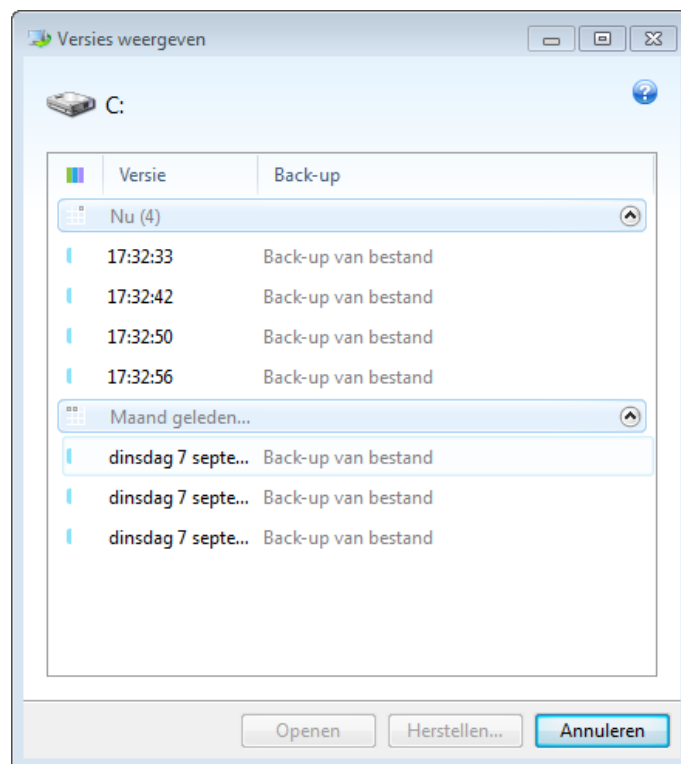 Versies weergeven
C:
Versie Back-up
Nu (4)
17:32:33 Back-up van bestand
17:32:42 Back-up van bestand
17:32:50 Back-up van bestand
17:32:56 Back-up van bestand
Maand geleden...
dinsdag 7 septe... Back-up van bestand
dinsdag 7 septe... Back-up van bestand
dinsdag 7 septe... Back-up van bestand
Openen Herstellen... Annuleren